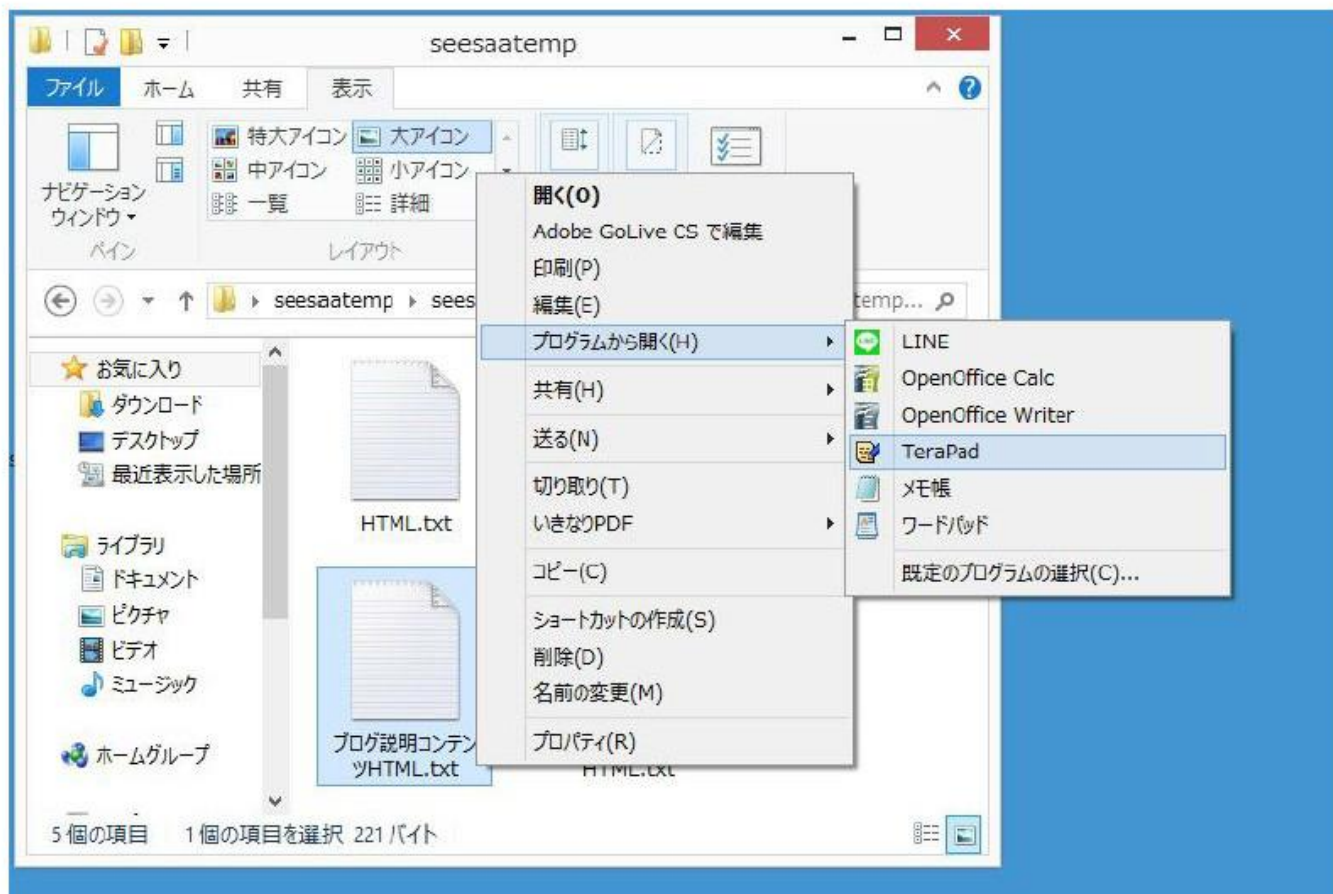 seesaatemp
ファイル ホーム 共有 表示
特大アイコン 大アイコン
中アイコン 小アイコン
一覧 詳細
ナビゲーション
ウィンドウ
ペイン
レイアウト
seesaatemp sees
temp...
お気に入り
ダウンロード
デスクトップ
最近表示した場所
ライブラリ
ドキュメント
ピクチャ
ビデオ
ミュージック
ホームグループ
HTML.txt
ブログ説明コンテン
ツHTML.txt
HTML.txt
開く(O)
Adobe GoLive CS で編集
印刷(P)
編集(E)
プログラムから開く(H)
共有(H)
送る(N)
切り取り(T)
いきなりPDF
コピー(C)
ショートカットの作成(S)
削除(D)
名前の変更(M)
プロパティ(R)
LINE
OpenOffice Calc
OpenOffice Writer
TeraPad
メモ帳
ワードパッド
既定のプログラムの選択(C)...
5 個の項目 1 個の項目を選択 221 バイト